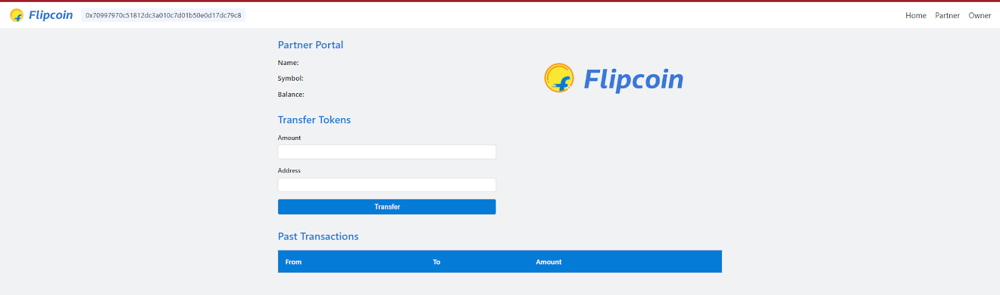 Flipcoin 0x70997970c51812dc3a010c7d01b50e0d17dc79c8 Home Partner Owner
Partner Portal
Name:
Symbol:
Balance:
Flipcoin
Transfer Tokens
Amount
Address
Transfer
Past Transactions
From To Amount